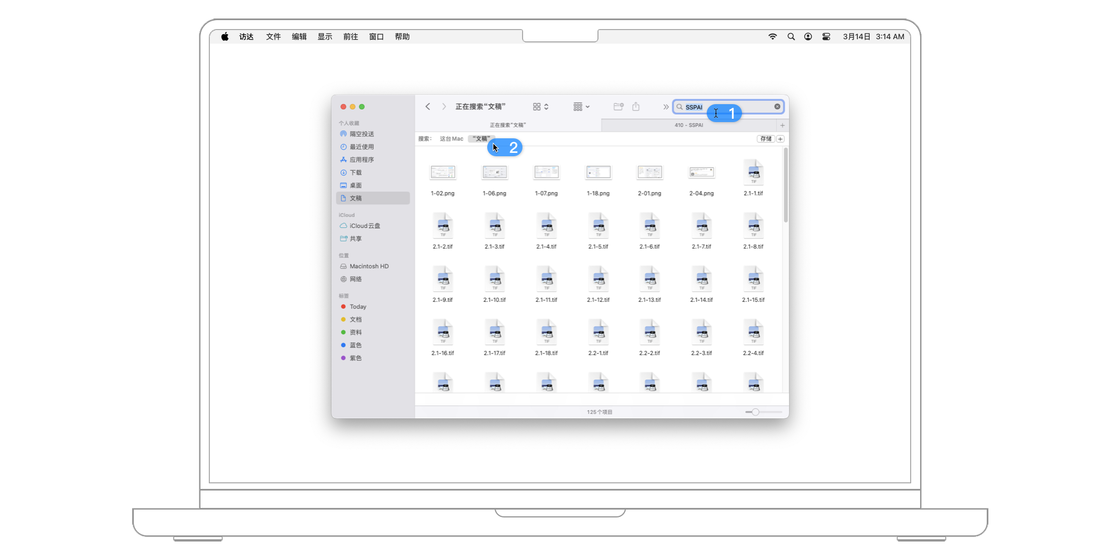 访达 文件 编辑 显示 前往 窗口 帮助 3月14日 3:14 AM
正在搜索“文稿” SSPAI 1
正在搜索“文稿” 410 - SSPAI
搜索： 这台 Mac “文稿” 2 存储
个人收藏
隔空投送
最近使用
应用程序
下载
桌面
文稿
iCloud
iCloud云盘
共享
位置
Macintosh HD
网络
标签
Today
文档
资料
蓝色
紫色
1-02.png 1-06.png 1-07.png 1-18.png 2-01.png 2-04.png 2.1-1.tif
2.1-2.tif 2.1-3.tif 2.1-4.tif 2.1-5.tif 2.1-6.tif 2.1-7.tif 2.1-8.tif
2.1-9.tif 2.1-10.tif 2.1-11.tif 2.1-12.tif 2.1-13.tif 2.1-14.tif 2.1-15.tif
2.1-16.tif 2.1-17.tif 2.1-18.tif 2.2-1.tif 2.2-2.tif 2.2-3.tif 2.2-4.tif
125个项目